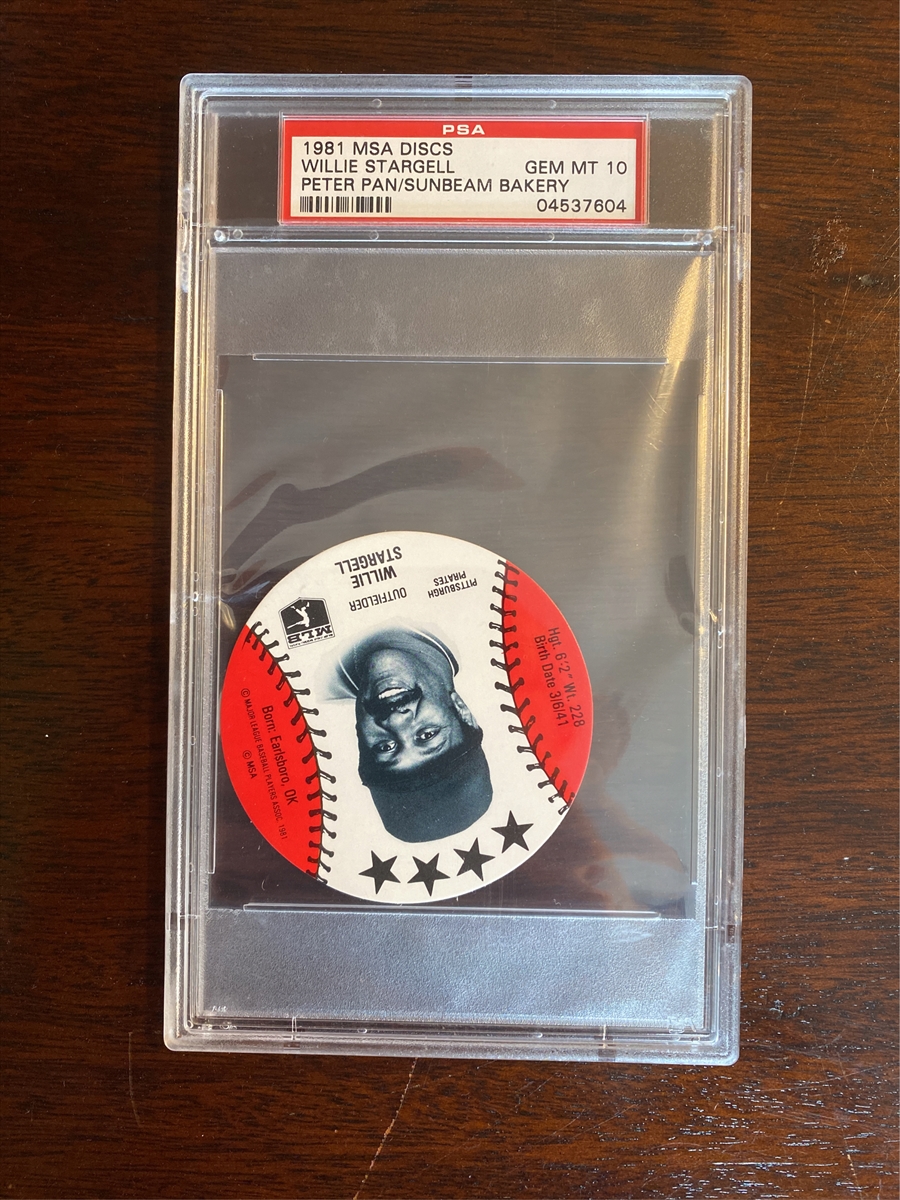 PSA
1981 MSA DISCS
WILLIE STARGELL GEM MT 10
PETER PAN/SUNBEAM BAKERY
04537604
WILLIE
STARGELL
OUTFIELDER
PITTSBURGH
PIRATES
MLB
Hgt. 6'2" Wt. 228
Birth Date 3/6/41
Born: Earlsboro, OK
© MAJOR LEAGUE BASEBALL PLAYERS ASSOC. 1981
© MSA